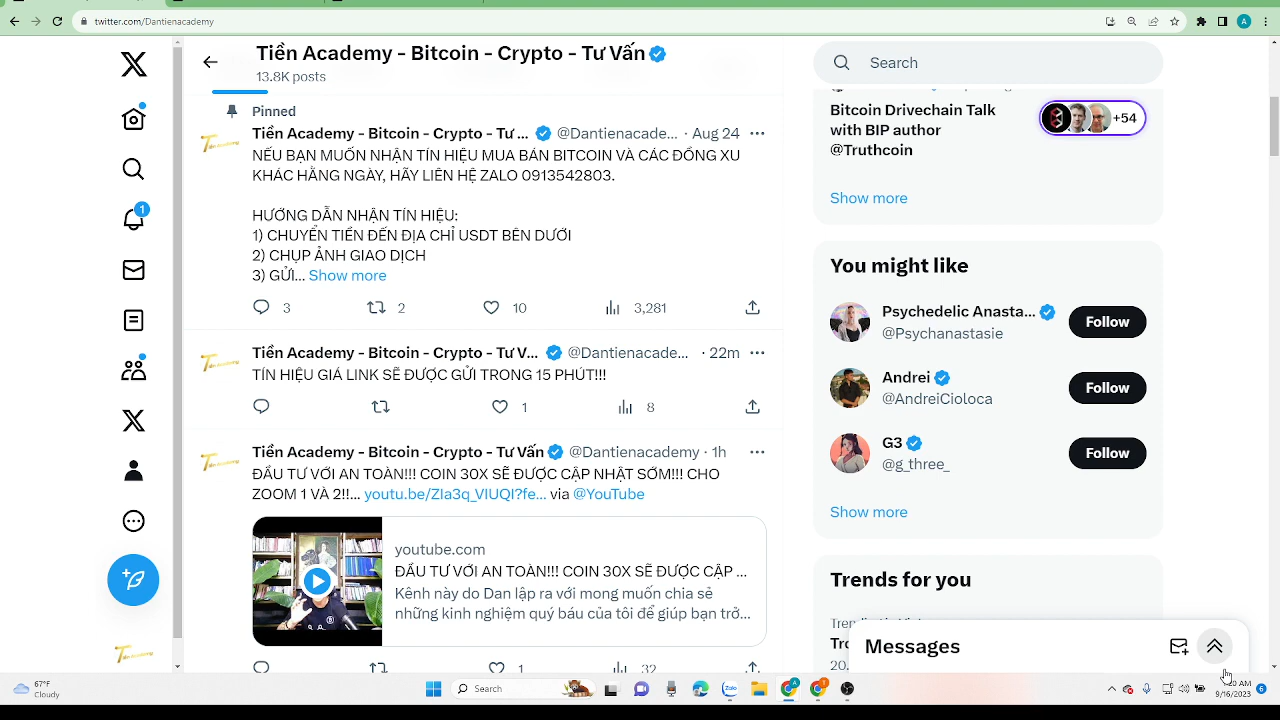 twitter.com/Dantienacademy
A
Tiền Academy - Bitcoin - Crypto - Tư Vấn
13.8K posts
Pinned
Tiền Academy - Bitcoin - Crypto - Tư ... @Dantienacade... · Aug 24
NẾU BẠN MUỐN NHẬN TÍN HIỆU MUA BÁN BITCOIN VÀ CÁC ĐỒNG XU
KHÁC HẰNG NGÀY, HÃY LIÊN HỆ ZALO 0913542803.
HƯỚNG DẪN NHẬN TÍN HIỆU:
1) CHUYỂN TIỀN ĐẾN ĐỊA CHỈ USDT BÊN DƯỚI
2) CHỤP ẢNH GIAO DỊCH
3) GỬI... Show more
3 2 10 3,281
Tiền Academy - Bitcoin - Crypto - Tư V... @Dantienacade... · 22m
TÍN HIỆU GIÁ LINK SẼ ĐƯỢC GỬI TRONG 15 PHÚT!!!
1 8
Tiền Academy - Bitcoin - Crypto - Tư Vấn @Dantienacademy · 1h
ĐẦU TƯ VỚI AN TOÀN!!! COIN 30X SẼ ĐƯỢC CẬP NHẬT SỚM!!! CHO
ZOOM 1 VÀ 2!!... youtu.be/ZIa3q_VIUQI?fe... via @YouTube
youtube.com
ĐẦU TƯ VỚI AN TOÀN!!! COIN 30X SẼ ĐƯỢC CẬP ...
Kênh này do Dan lập ra với mong muốn chia sẽ
những kinh nghiệm quý báu của tôi để giúp bạn trở...
1 32
1
Search
Bitcoin Drivechain Talk
with BIP author
@Truthcoin
+54
Show more
You might like
Psychedelic Anasta...
@Psychanastasie
Follow
Andrei
@AndreiCioloca
Follow
G3
@g_three_
Follow
Show more
Trends for you
Messages
67°F
Cloudy
Search
Zalo
9/16/2023
6